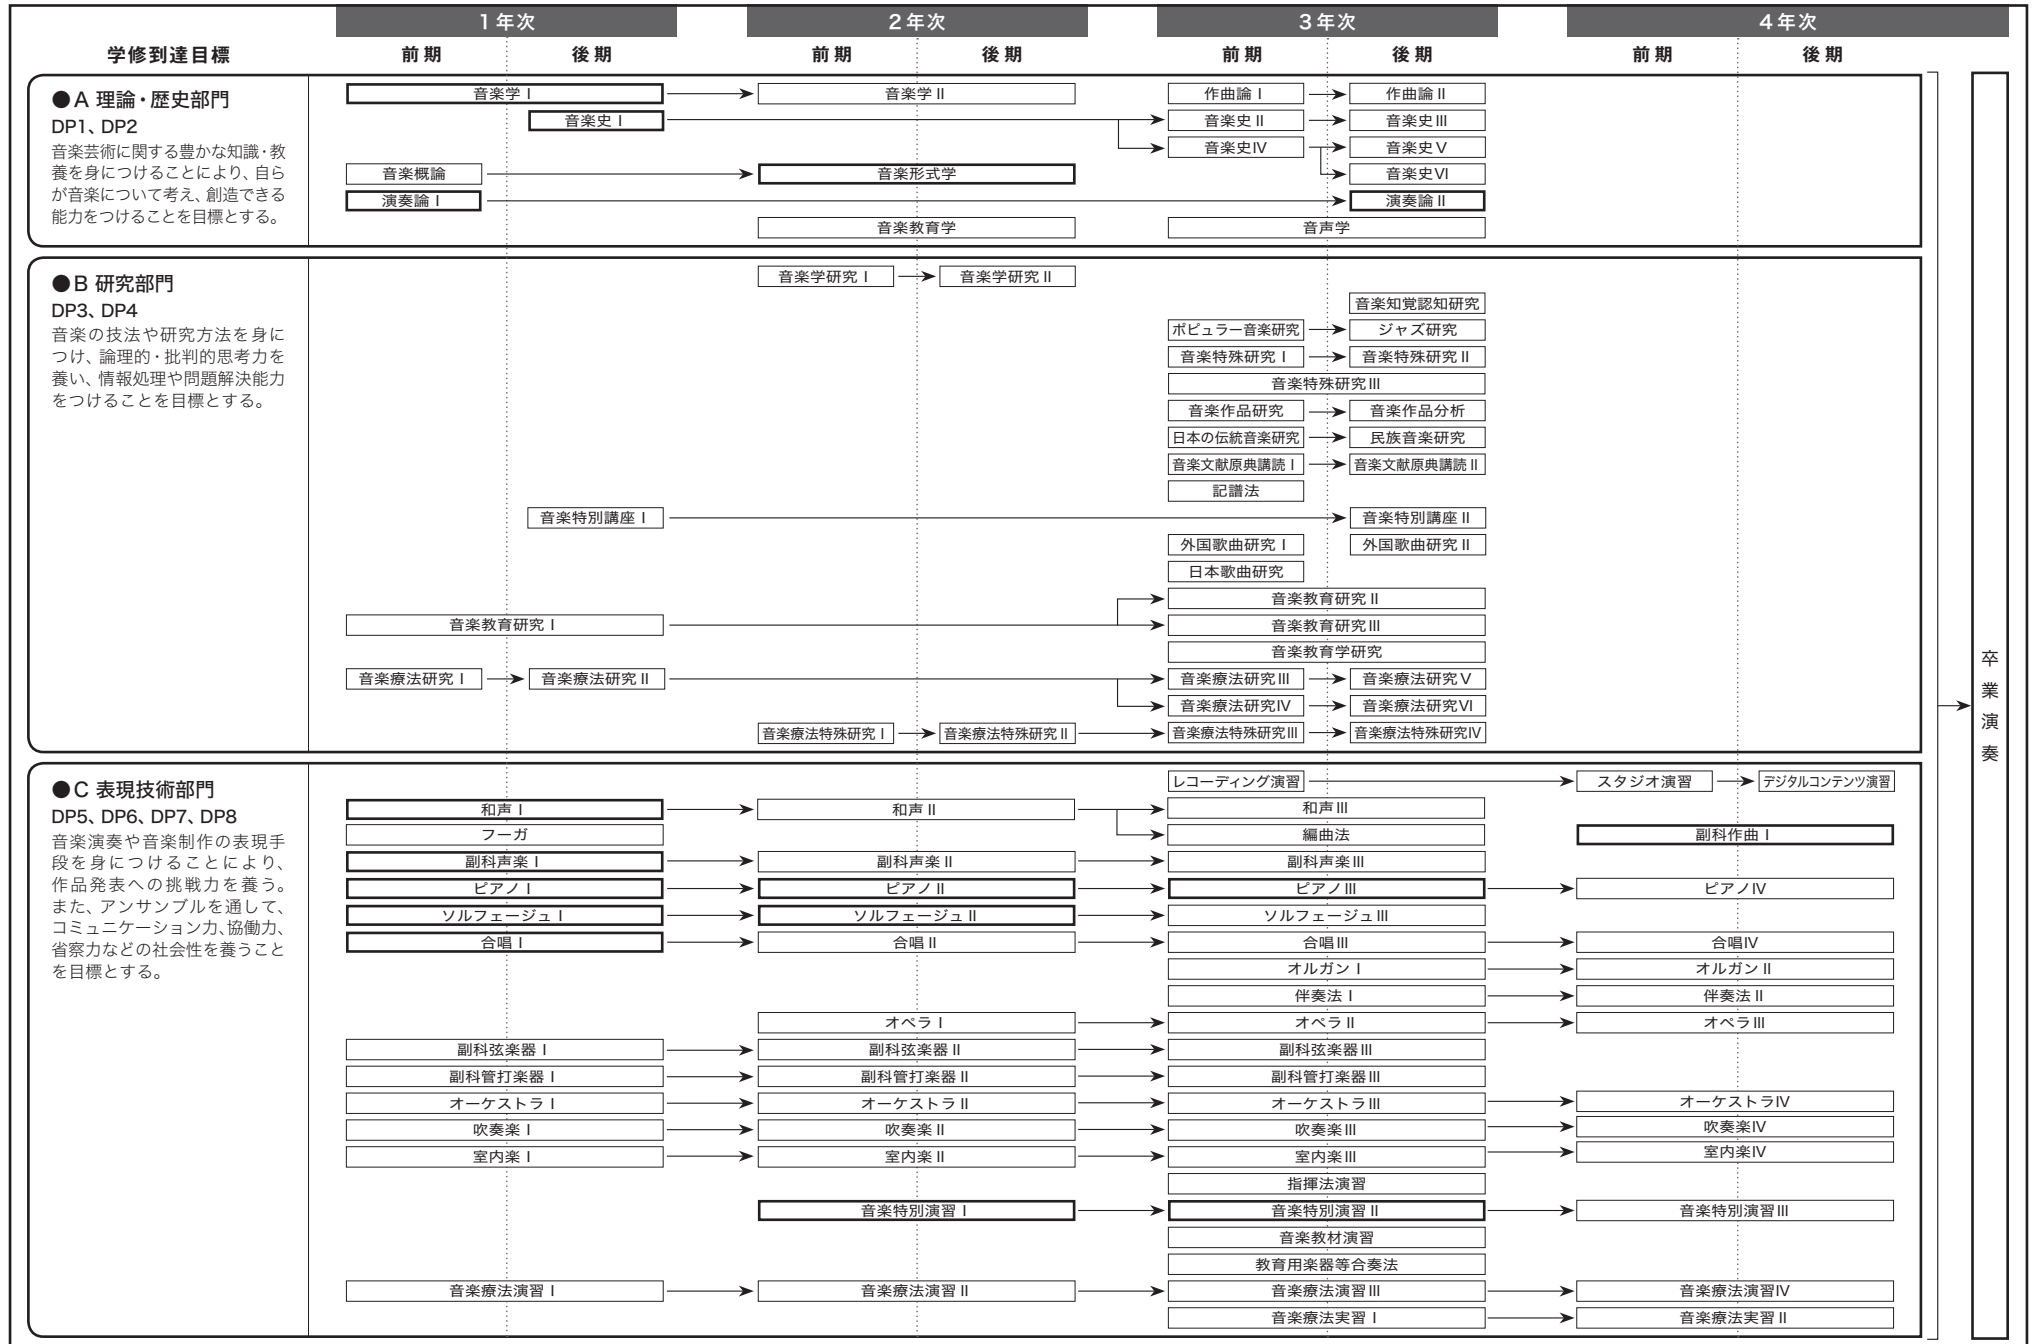 1年次 2年次 3年次 4年次
学修到達目標 前期 後期 前期 後期 前期 後期 前期 後期
●A 理論・歴史部門
DP1、DP2
音楽芸術に関する豊かな知識・教
養を身につけることにより、自ら
が音楽について考え、創造できる
能力をつけることを目標とする。
音楽学Ⅰ 音楽学Ⅱ 作曲論Ⅰ 作曲論Ⅱ
音楽史Ⅰ 音楽史Ⅱ 音楽史Ⅲ
音楽史Ⅳ 音楽史Ⅴ
音楽概論 音楽形式学 音楽史Ⅵ
演奏論Ⅰ 演奏論Ⅱ
音楽教育学 音声学
●B 研究部門
DP3、DP4
音楽の技法や研究方法を身に
つけ、論理的・批判的思考力を
養い、情報処理や問題解決能力
をつけることを目標とする。
音楽学研究Ⅰ 音楽学研究Ⅱ
音楽知覚認知研究
ポピュラー音楽研究 ジャズ研究
音楽特殊研究Ⅰ 音楽特殊研究Ⅱ
音楽特殊研究Ⅲ
音楽作品研究 音楽作品分析
日本の伝統音楽研究 民族音楽研究
音楽文献原典講読Ⅰ 音楽文献原典講読Ⅱ
記譜法
音楽特別講座Ⅰ 音楽特別講座Ⅱ
外国歌曲研究Ⅰ 外国歌曲研究Ⅱ
日本歌曲研究
音楽教育研究Ⅱ
音楽教育研究Ⅰ 音楽教育研究Ⅲ
音楽教育学研究
音楽療法研究Ⅰ 音楽療法研究Ⅱ 音楽療法研究Ⅲ 音楽療法研究Ⅴ
音楽療法研究Ⅳ 音楽療法研究Ⅵ
音楽療法特殊研究Ⅰ 音楽療法特殊研究Ⅱ 音楽療法特殊研究Ⅲ 音楽療法特殊研究Ⅳ
●C 表現技術部門
DP5、DP6、DP7、DP8
音楽演奏や音楽制作の表現手
段を身につけることにより、
作品発表への挑戦力を養う。
また、アンサンブルを通して、
コミュニケーション力、協働力、
省察力などの社会性を養うこと
を目標とする。
レコーディング演習 スタジオ演習 デジタルコンテンツ演習
和声Ⅰ 和声Ⅱ 和声Ⅲ
フーガ 編曲法 副科作曲Ⅰ
副科声楽Ⅰ 副科声楽Ⅱ 副科声楽Ⅲ
ピアノⅠ ピアノⅡ ピアノⅢ ピアノⅣ
ソルフェージュⅠ ソルフェージュⅡ ソルフェージュⅢ
合唱Ⅰ 合唱Ⅱ 合唱Ⅲ 合唱Ⅳ
オルガンⅠ オルガンⅡ
伴奏法Ⅰ 伴奏法Ⅱ
オペラⅠ オペラⅡ オペラⅢ
副科弦楽器Ⅰ 副科弦楽器Ⅱ 副科弦楽器Ⅲ
副科管打楽器Ⅰ 副科管打楽器Ⅱ 副科管打楽器Ⅲ
オーケストラⅠ オーケストラⅡ オーケストラⅢ オーケストラⅣ
吹奏楽Ⅰ 吹奏楽Ⅱ 吹奏楽Ⅲ 吹奏楽Ⅳ
室内楽Ⅰ 室内楽Ⅱ 室内楽Ⅲ 室内楽Ⅳ
指揮法演習
音楽特別演習Ⅰ 音楽特別演習Ⅱ 音楽特別演習Ⅲ
音楽教材演習
教育用楽器等合奏法
音楽療法演習Ⅰ 音楽療法演習Ⅱ 音楽療法演習Ⅲ 音楽療法演習Ⅳ
音楽療法実習Ⅰ 音楽療法実習Ⅱ
卒業演奏